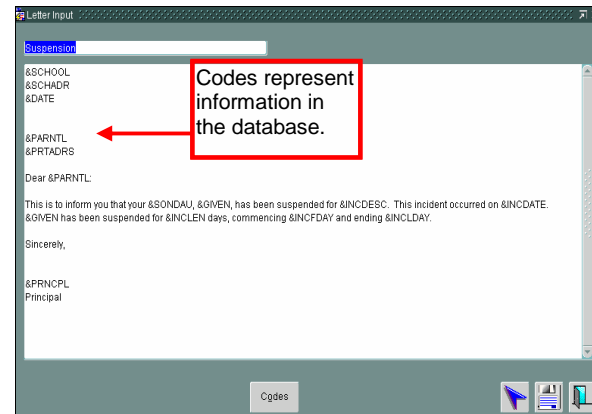 Letter Input
Suspension
&SCHOOL
&SCHADR
&DATE
Codes represent
information in
the database.
&PARNTL
&PRTADRS
Dear &PARNTL:
This is to inform you that your &SONDAU, &GIVEN, has been suspended for &INCDESC. This incident occurred on &INCDATE.
&GIVEN has been suspended for &INCLEN days, commencing &INCFDAY and ending &INCLDAY.
Sincerely,
&PRNCPL
Principal
Codes